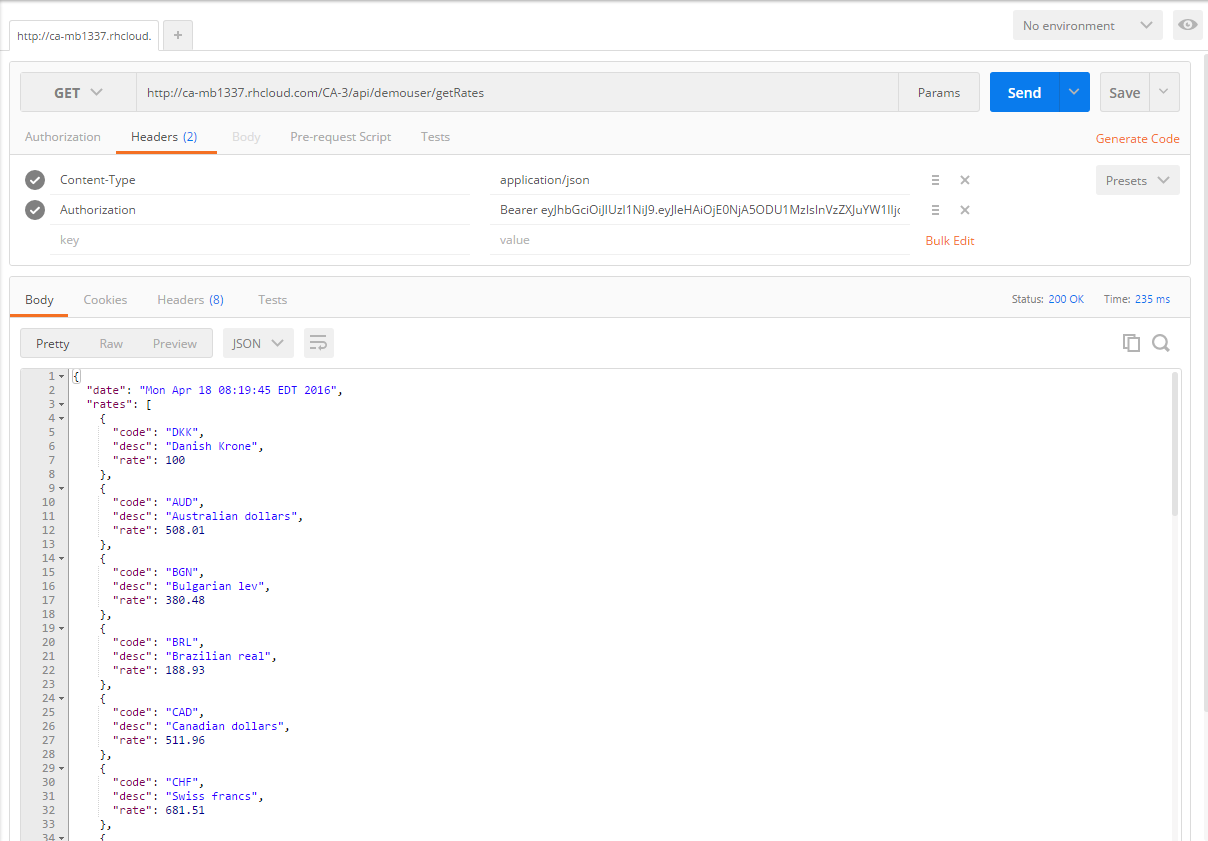 http://ca-mb1337.rhcloud. + No environment
GET http://ca-mb1337.rhcloud.com/CA-3/api/demouser/getRates Params Send Save
Authorization Headers (2) Body Pre-request Script Tests Generate Code
Content-Type application/json Presets
Authorization Bearer eyJhbGciOiJIUzI1NiJ9.eyJleHAiOjE0NjA5ODU1MzIsInVzZXJuYW1lIjo
key value Bulk Edit
Body Cookies Headers (8) Tests Status: 200 OK Time: 235 ms
Pretty Raw Preview JSON
1 {
2 "date": "Mon Apr 18 08:19:45 EDT 2016",
3 "rates": [
4 {
5 "code": "DKK",
6 "desc": "Danish Krone",
7 "rate": 100
8 },
9 {
10 "code": "AUD",
11 "desc": "Australian dollars",
12 "rate": 508.01
13 },
14 {
15 "code": "BGN",
16 "desc": "Bulgarian lev",
17 "rate": 380.48
18 },
19 {
20 "code": "BRL",
21 "desc": "Brazilian real",
22 "rate": 188.93
23 },
24 {
25 "code": "CAD",
26 "desc": "Canadian dollars",
27 "rate": 511.96
28 },
29 {
30 "code": "CHF",
31 "desc": "Swiss francs",
32 "rate": 681.51
33 },
34 {